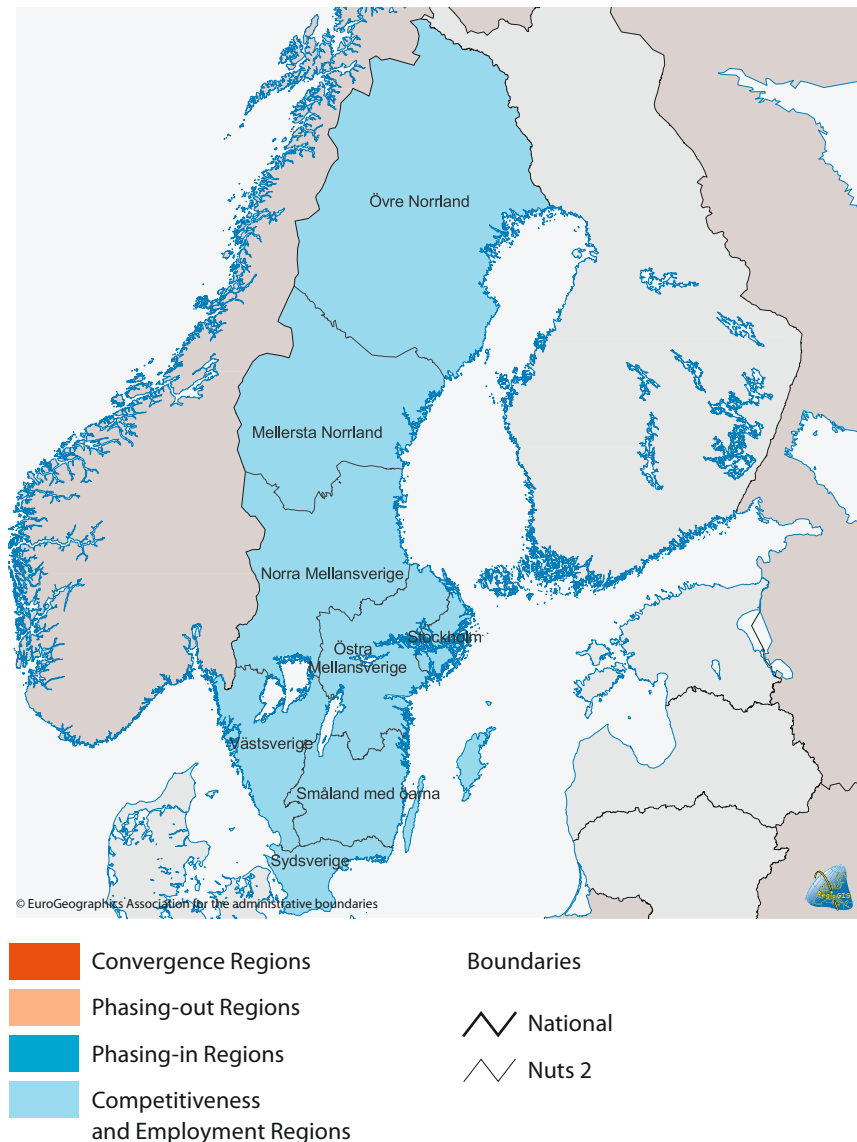 Övre Norrland
Mellersta Norrland
Norra Mellansverige
Stockholm
Östra
Mellansverige
Västsverige
Småland med öarna
Sydsverige
© EuroGeographics Association for the administrative boundaries
Convergence Regions
Phasing-out Regions
Phasing-in Regions
Competitiveness
and Employment Regions
Boundaries
National
Nuts 2